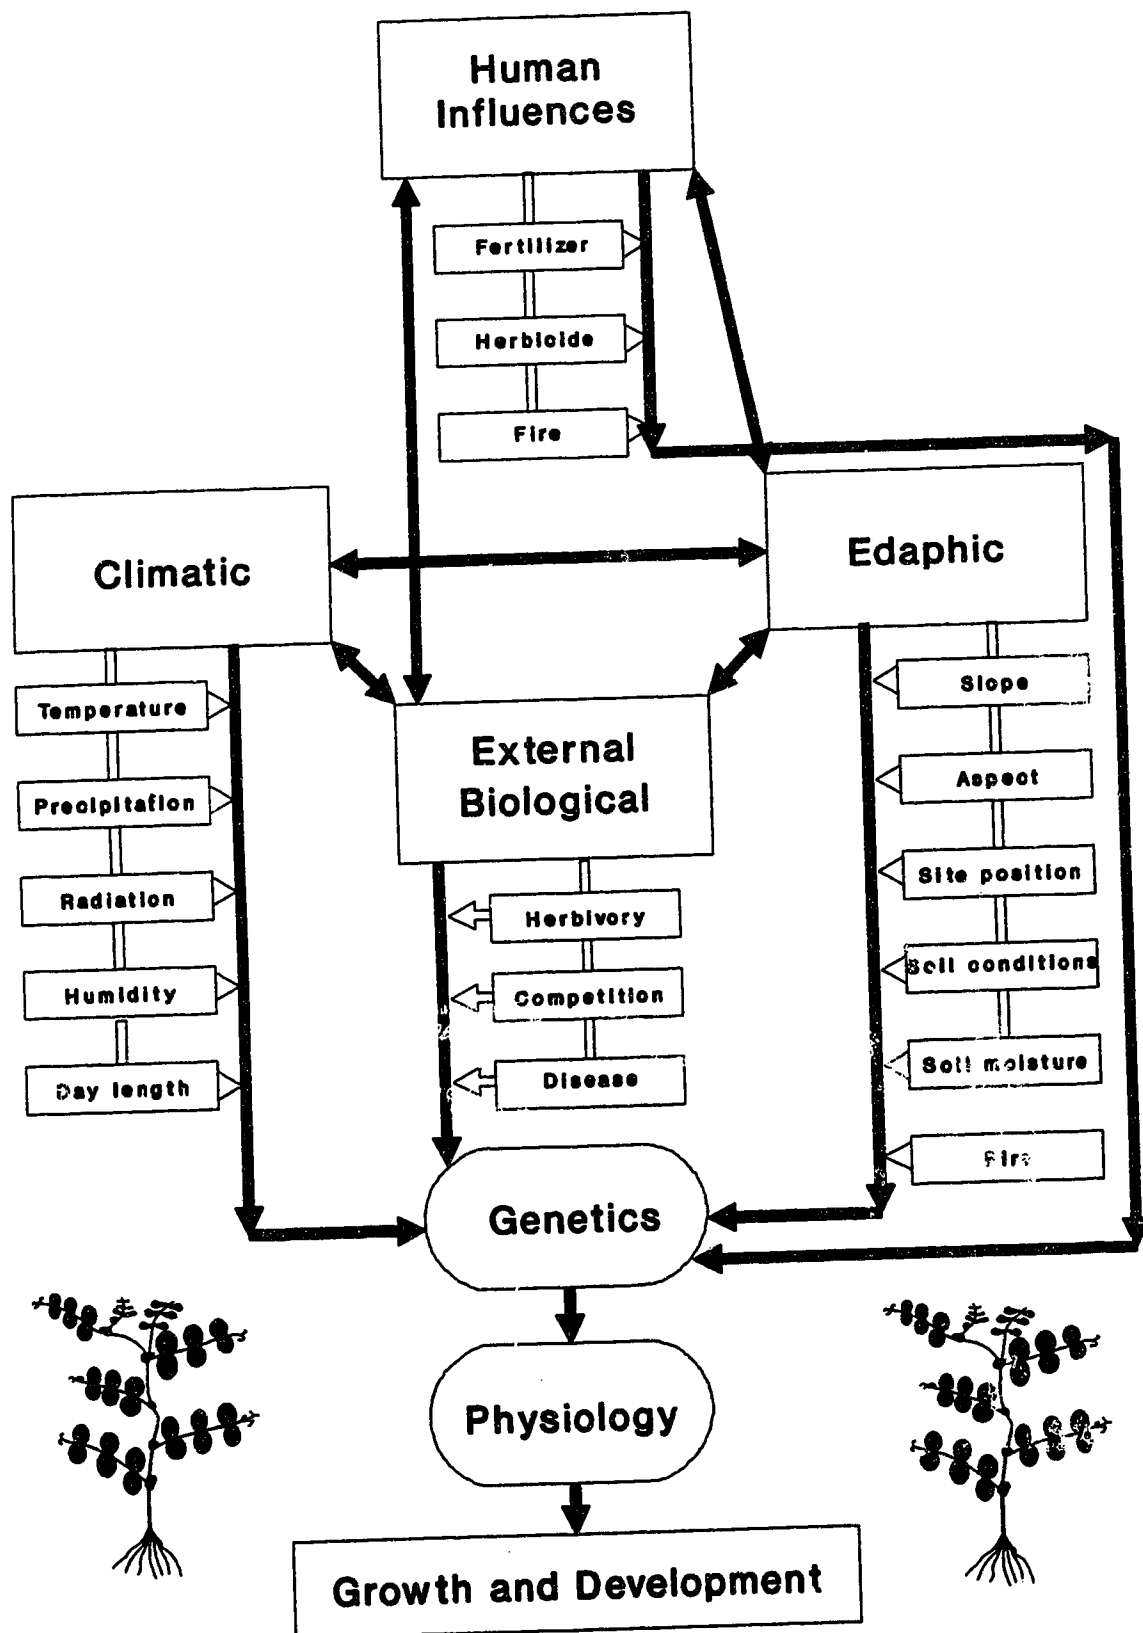 Human
Influences
Fertilizer
Herbicide
Fire
Climatic
Edaphic
Temperature
Precipitation
Radiation
Humidity
Day length
External
Biological
Herbivory
Competition
Disease
Slope
Aspect
Site position
Soil conditions
Soil moisture
Fire
Genetics
Physiology
Growth and Development